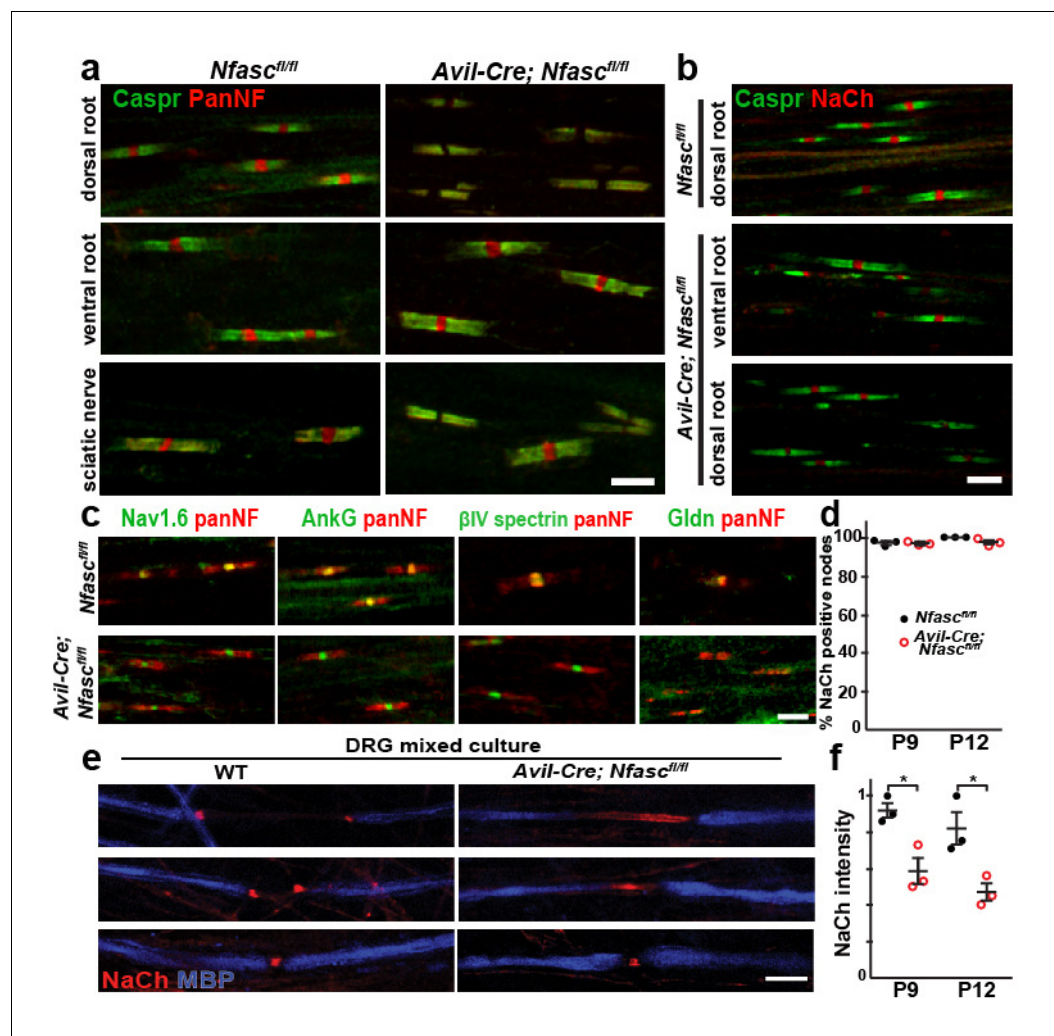 a
Nfasc^fl/fl
Avil-Cre; Nfasc^fl/fl
Caspr PanNF
dorsal root
ventral root
sciatic nerve
b
Caspr NaCh
Nfasc^fl/fl
dorsal root
Avil-Cre; Nfasc^fl/fl
ventral root
dorsal root
c
Nav1.6 panNF
AnkG panNF
βIV spectrin panNF
Gldn panNF
Nfasc^fl/fl
Avil-Cre;
Nfasc^fl/fl
d
% NaCh positive nodes
100
80
60
40
20
0
Nfasc^fl/fl
Avil-Cre;
Nfasc^fl/fl
P9
P12
e
DRG mixed culture
WT
Avil-Cre; Nfasc^fl/fl
NaCh MBP
f
NaCh intensity
1
0
*
*
P9
P12